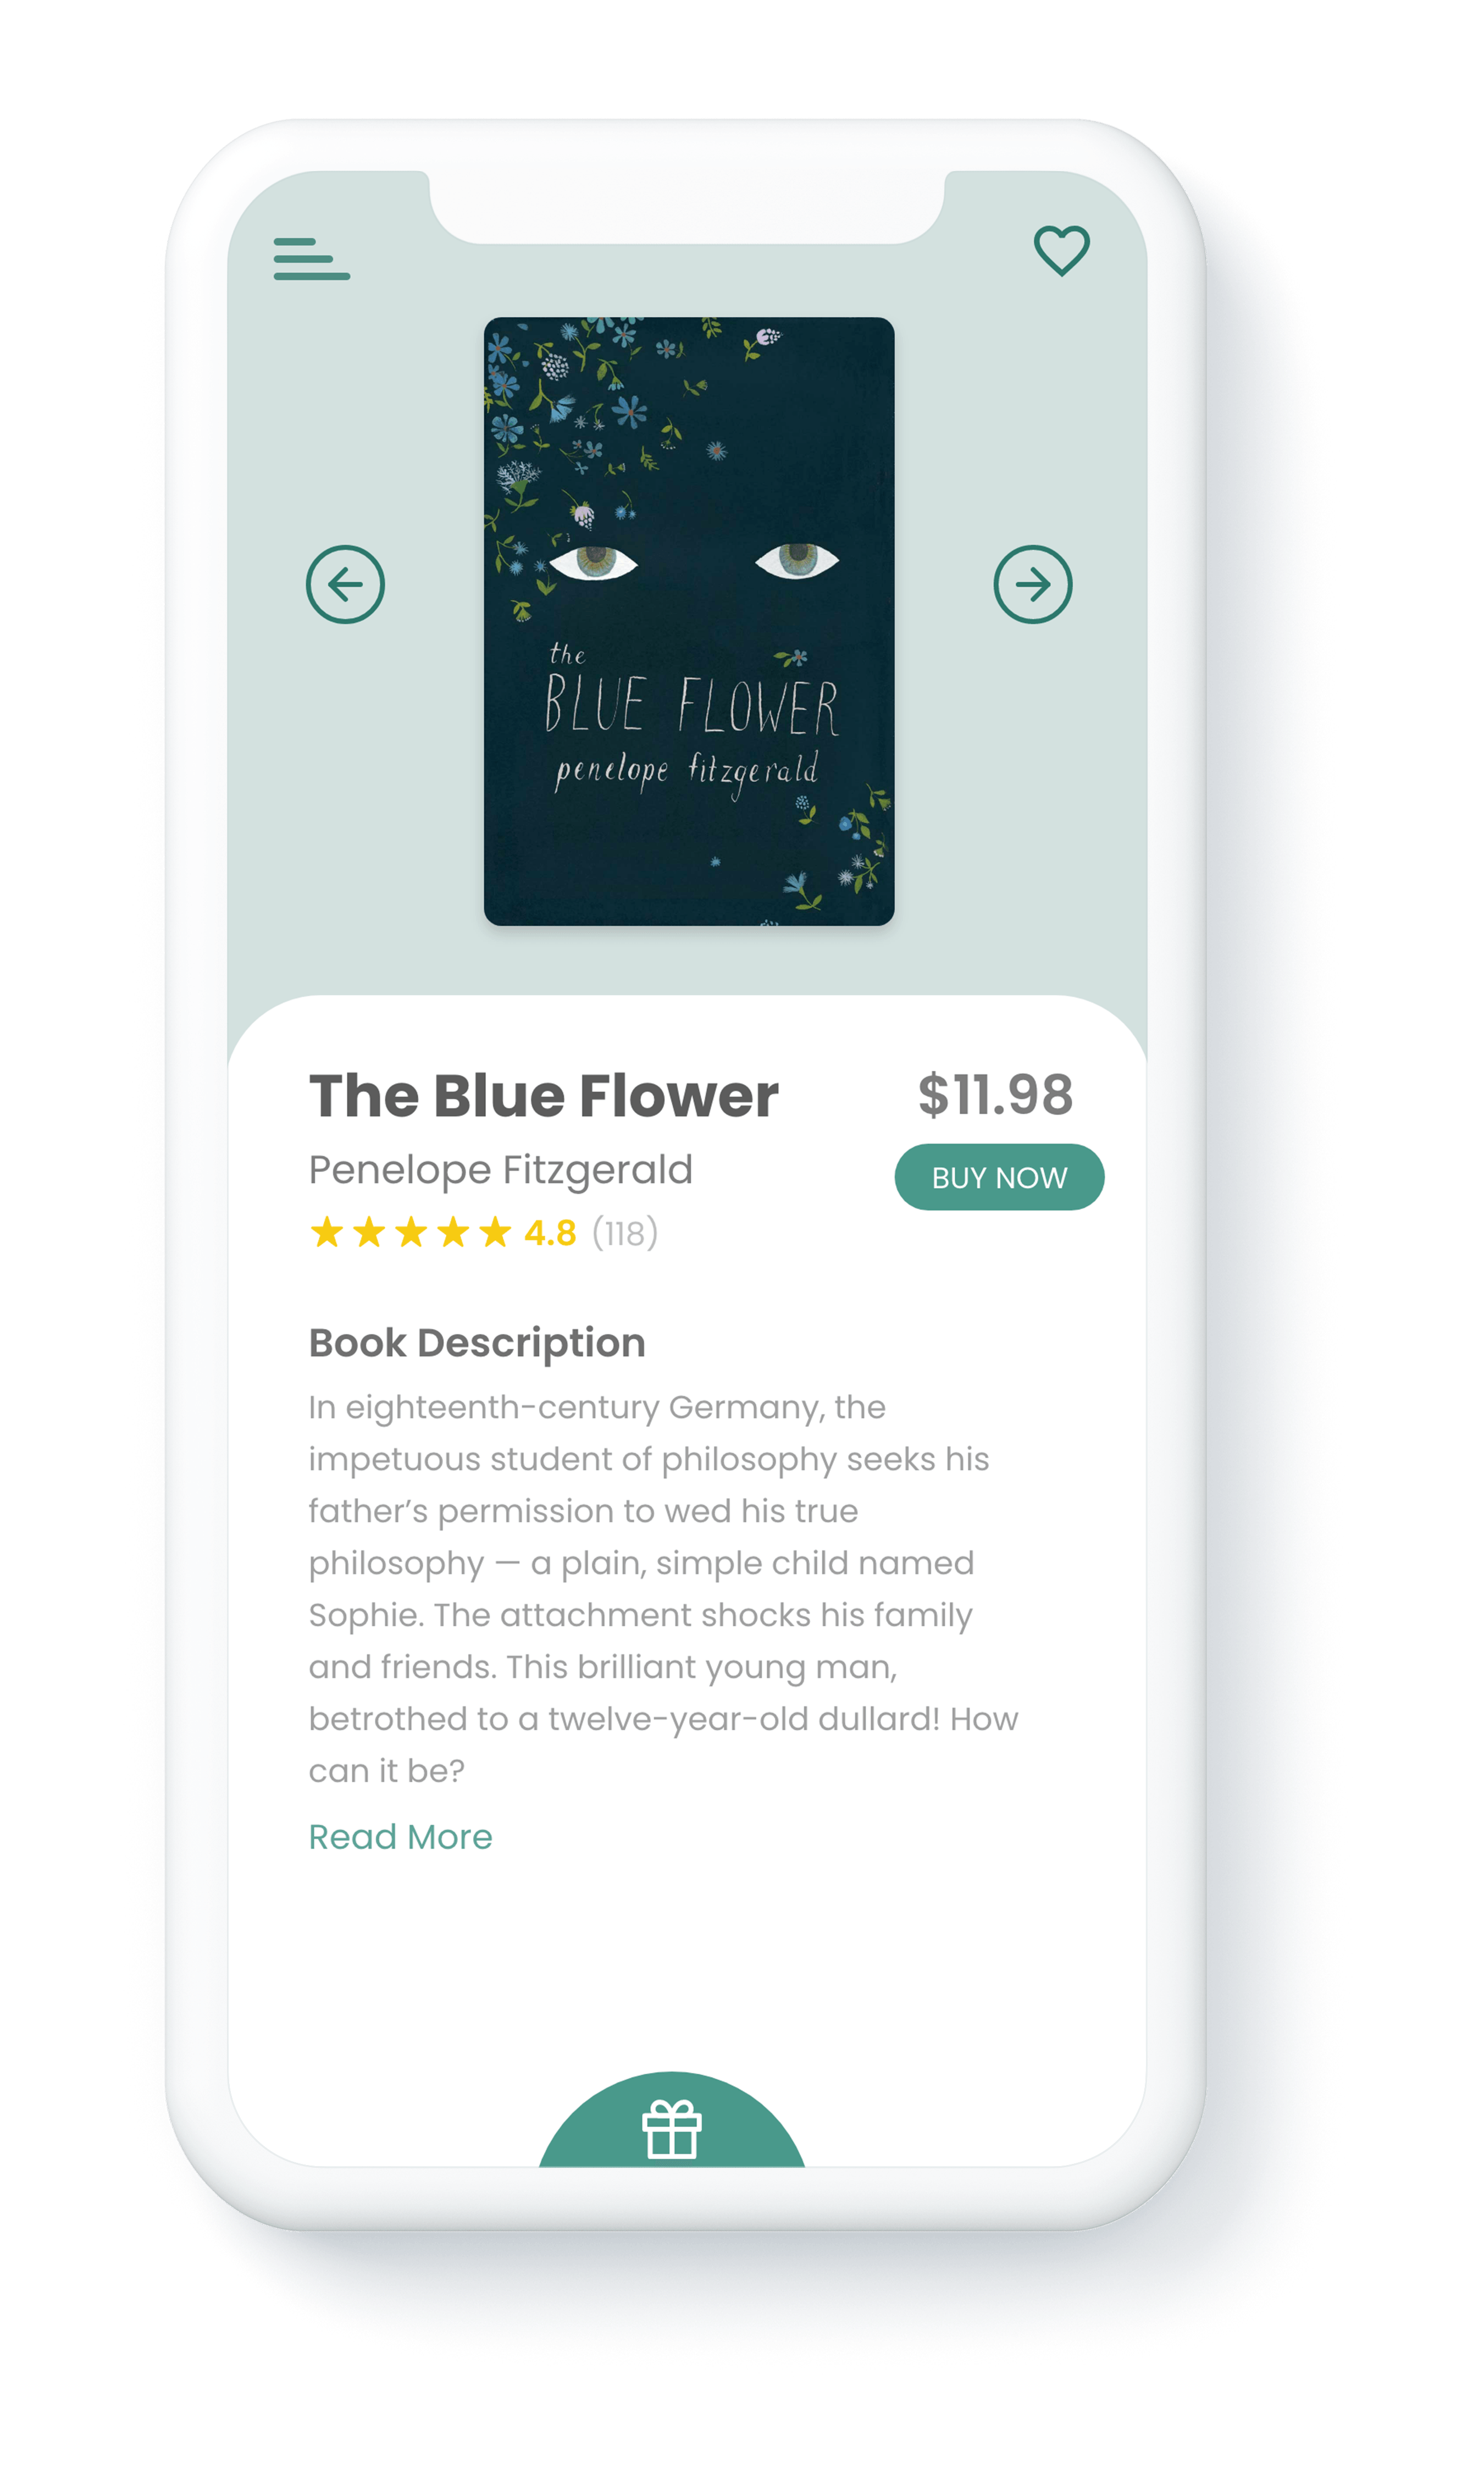 the
BLUE FLOWER
penelope fitzgerald
The Blue Flower
$11.98
Penelope Fitzgerald
BUY NOW
4.8 (118)
Book Description
In eighteenth-century Germany, the
impetuous student of philosophy seeks his
father’s permission to wed his true
philosophy — a plain, simple child named
Sophie. The attachment shocks his family
and friends. This brilliant young man,
betrothed to a twelve-year-old dullard! How
can it be?
Read More